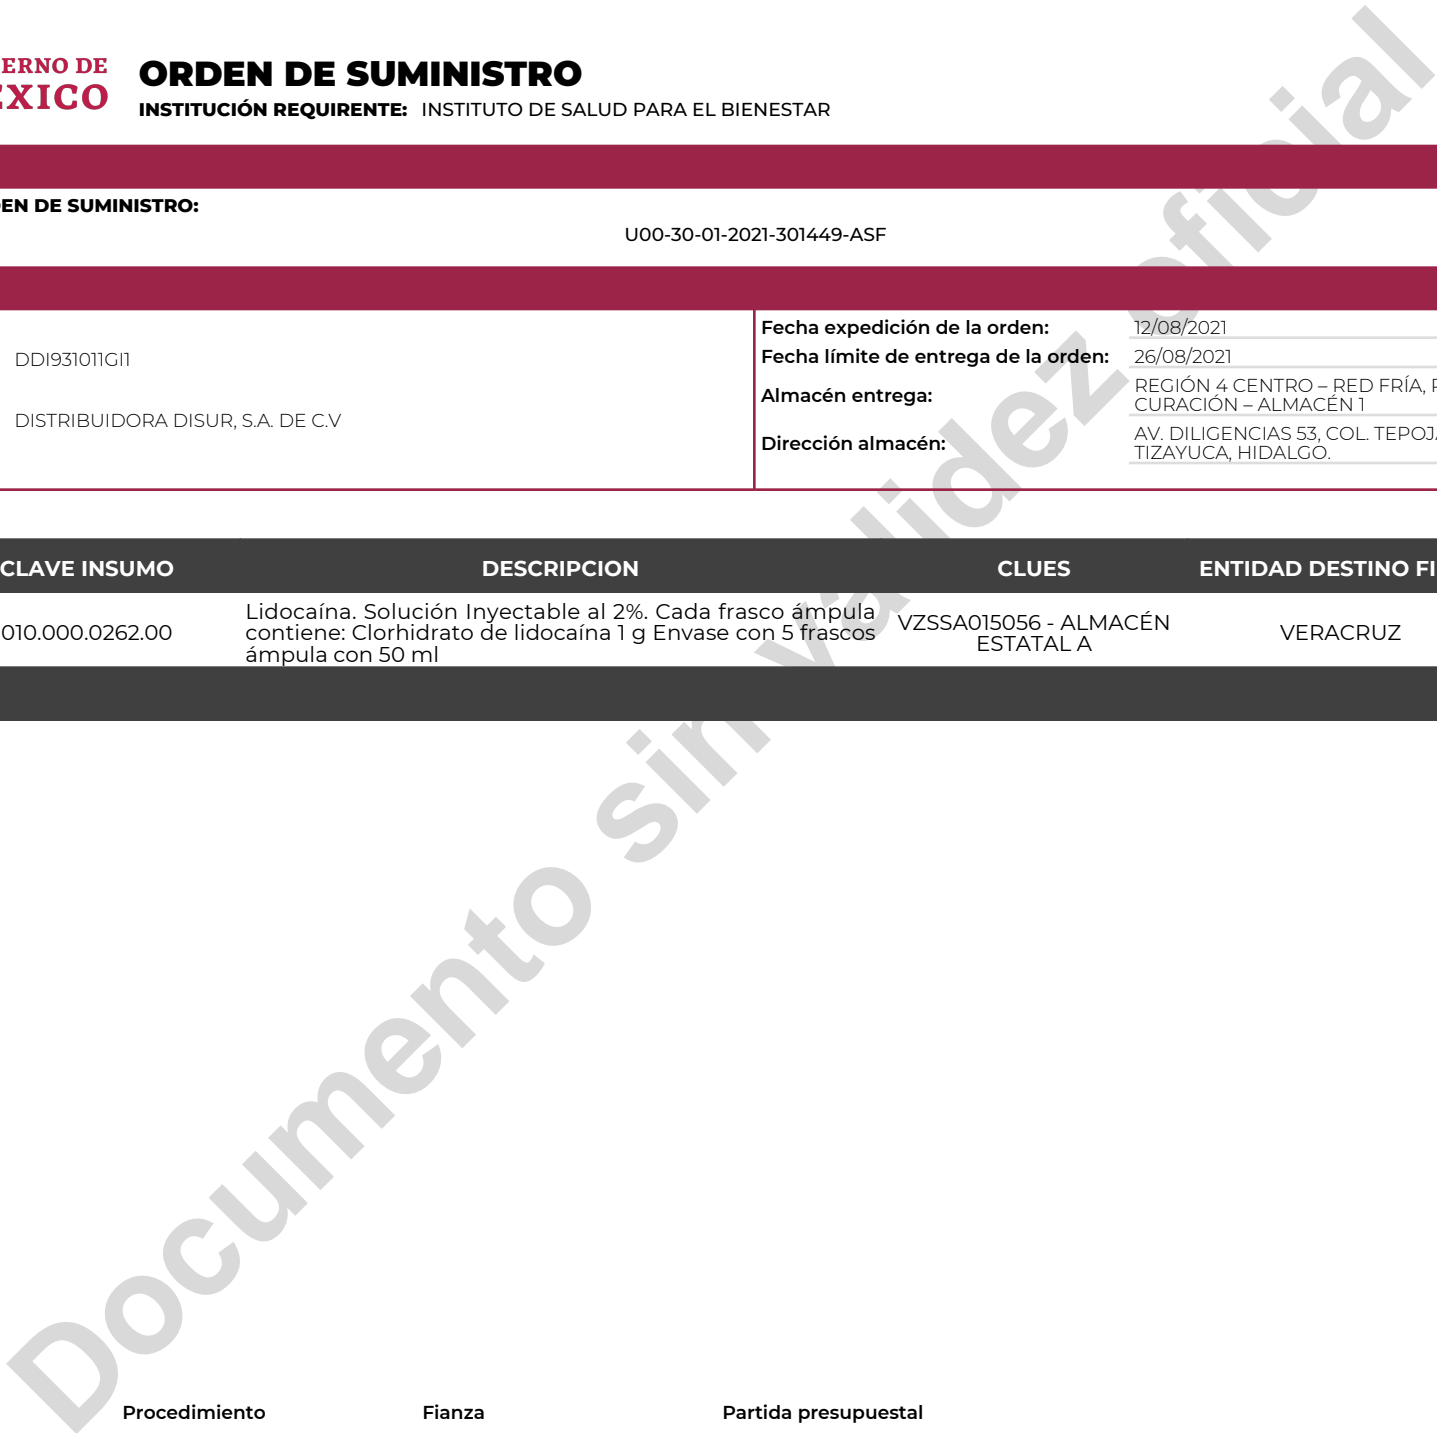 ERNO DE
EXICO
ORDEN DE SUMINISTRO
INSTITUCIÓN REQUIRENTE: INSTITUTO DE SALUD PARA EL BIENESTAR
EN DE SUMINISTRO:
U00-30-01-2021-301449-ASF
DDI931011GI1
DISTRIBUIDORA DISUR, S.A. DE C.V
Fecha expedición de la orden: 12/08/2021
Fecha límite de entrega de la orden: 26/08/2021
Almacén entrega: REGIÓN 4 CENTRO – RED FRÍA,
CURACIÓN – ALMACÉN 1
Dirección almacén: AV. DILIGENCIAS 53, COL. TEPOJ
TIZAYUCA, HIDALGO.
CLAVE INSUMO DESCRIPCION CLUES ENTIDAD DESTINO FI
010.000.0262.00
Lidocaína. Solución Inyectable al 2%. Cada frasco ámpula
contiene: Clorhidrato de lidocaína 1 g Envase con 5 frascos
ámpula con 50 ml
VZSSA015056 - ALMACÉN
ESTATAL A
VERACRUZ
Documento sin validez oficial
Procedimiento Fianza Partida presupuestal